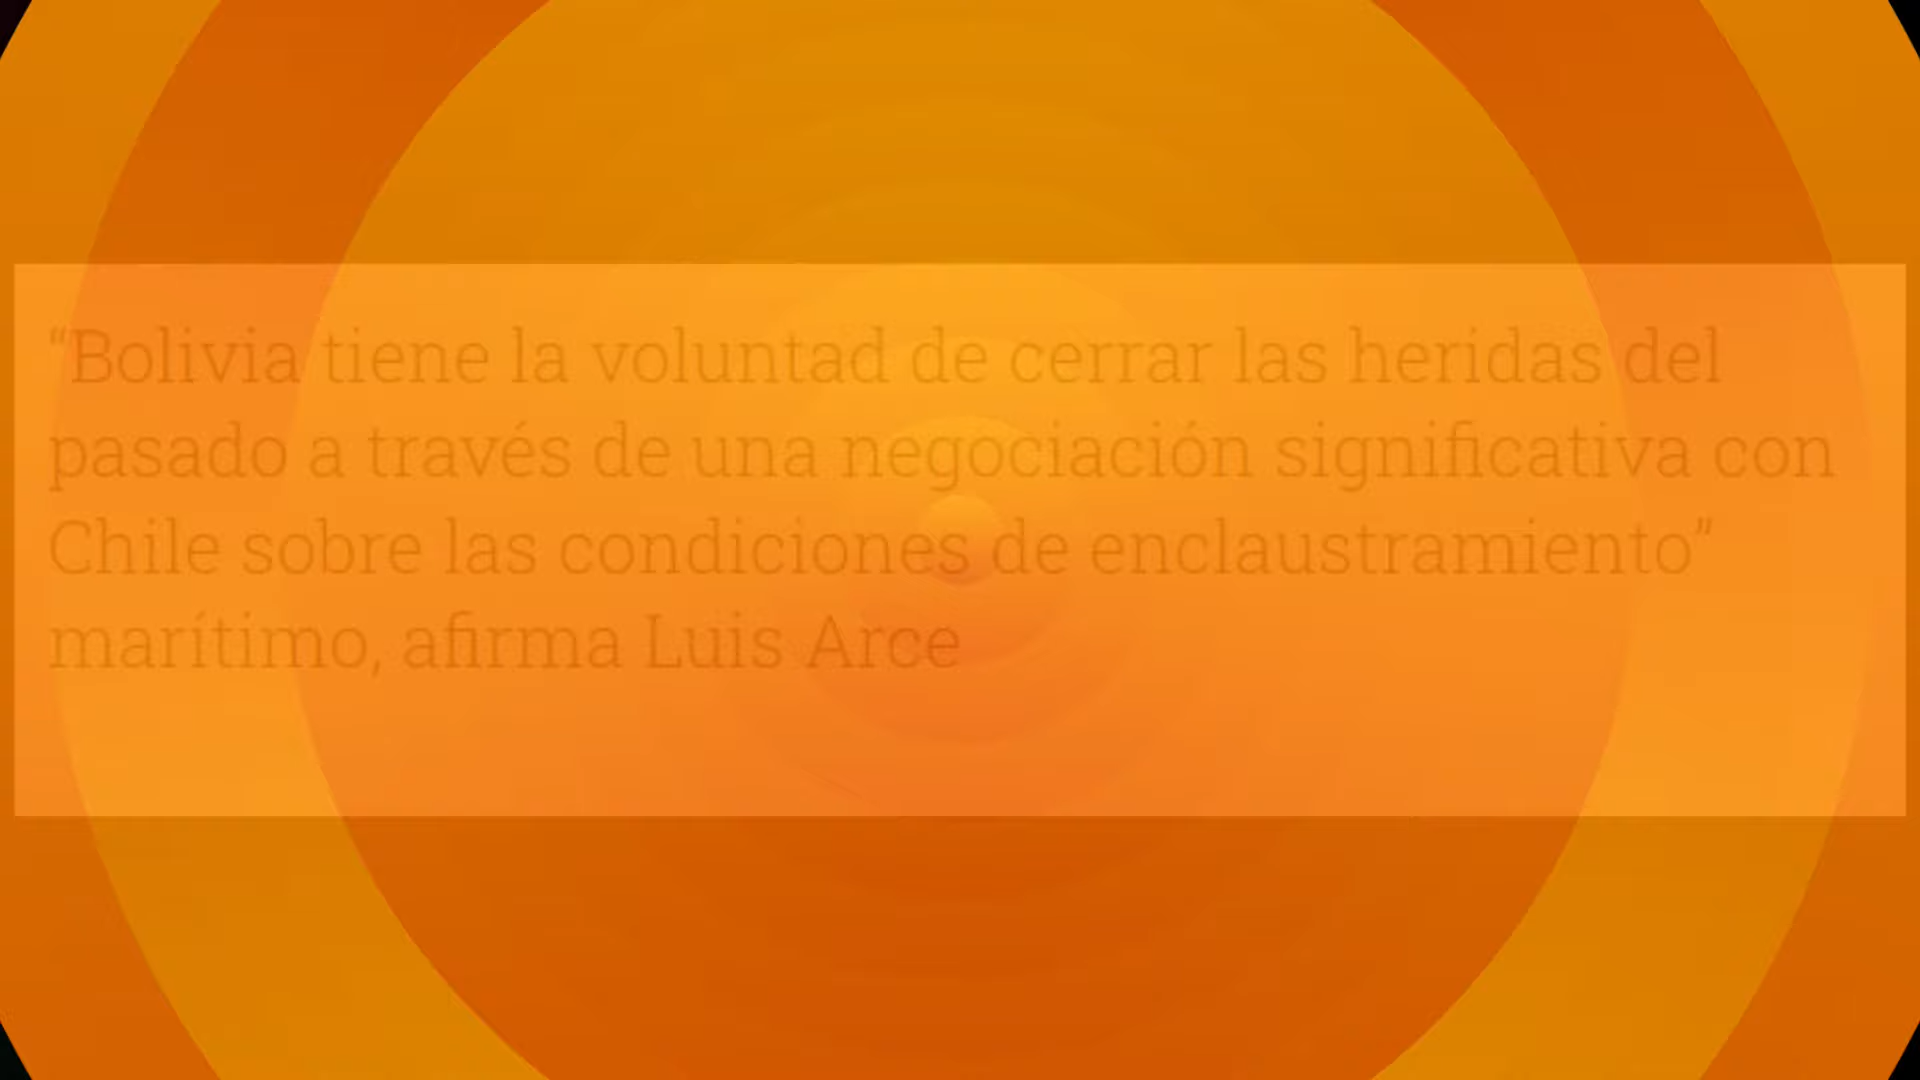 “Bolivia tiene la voluntad de cerrar las heridas del
pasado a través de una negociación significativa con
Chile sobre las condiciones de enclaustramiento”
marítimo, afirma Luis Arce